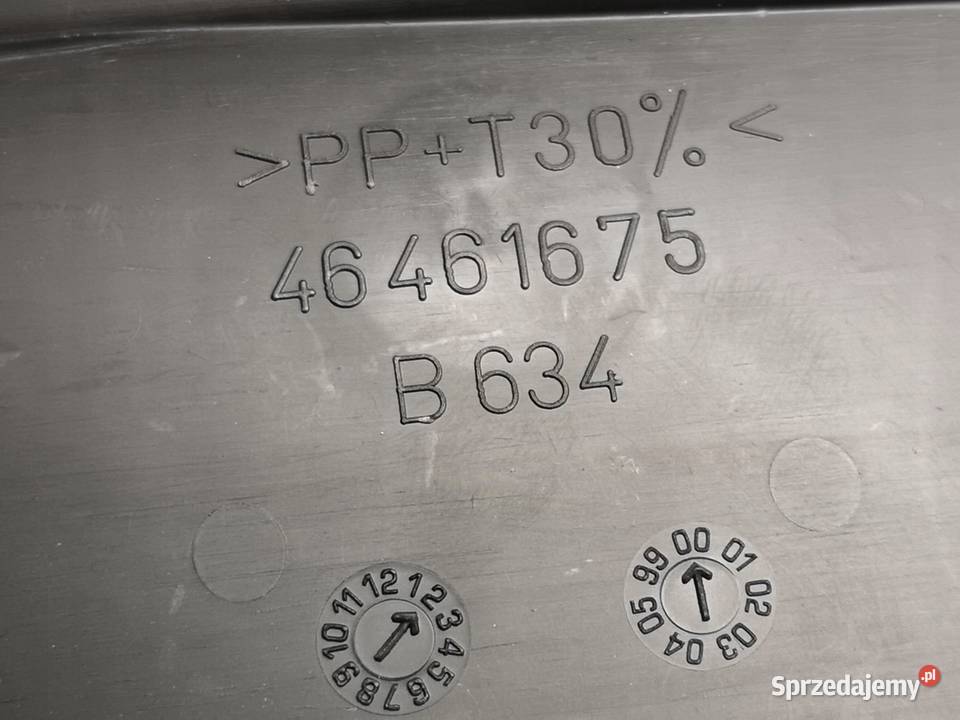 >PP+T30%<
46461675
B634
12 1 2 3 4 5 6 7 8 9 10 11
99 00 01 02 03 04 05
Sprzedajemy.pl